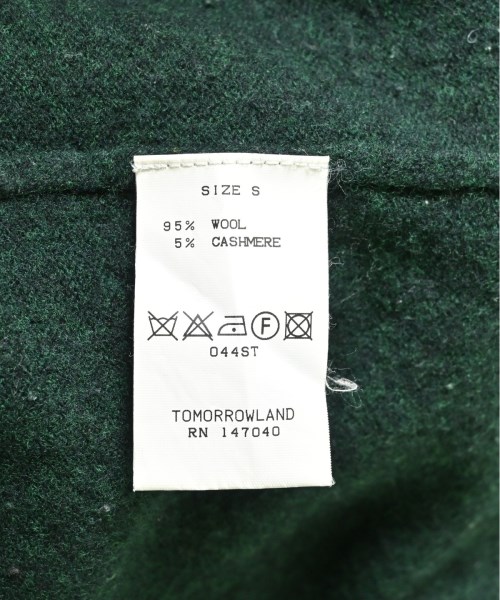 SIZE S
95% WOOL
5% CASHMERE
F
044ST
TOMORROWLAND
RN 147040